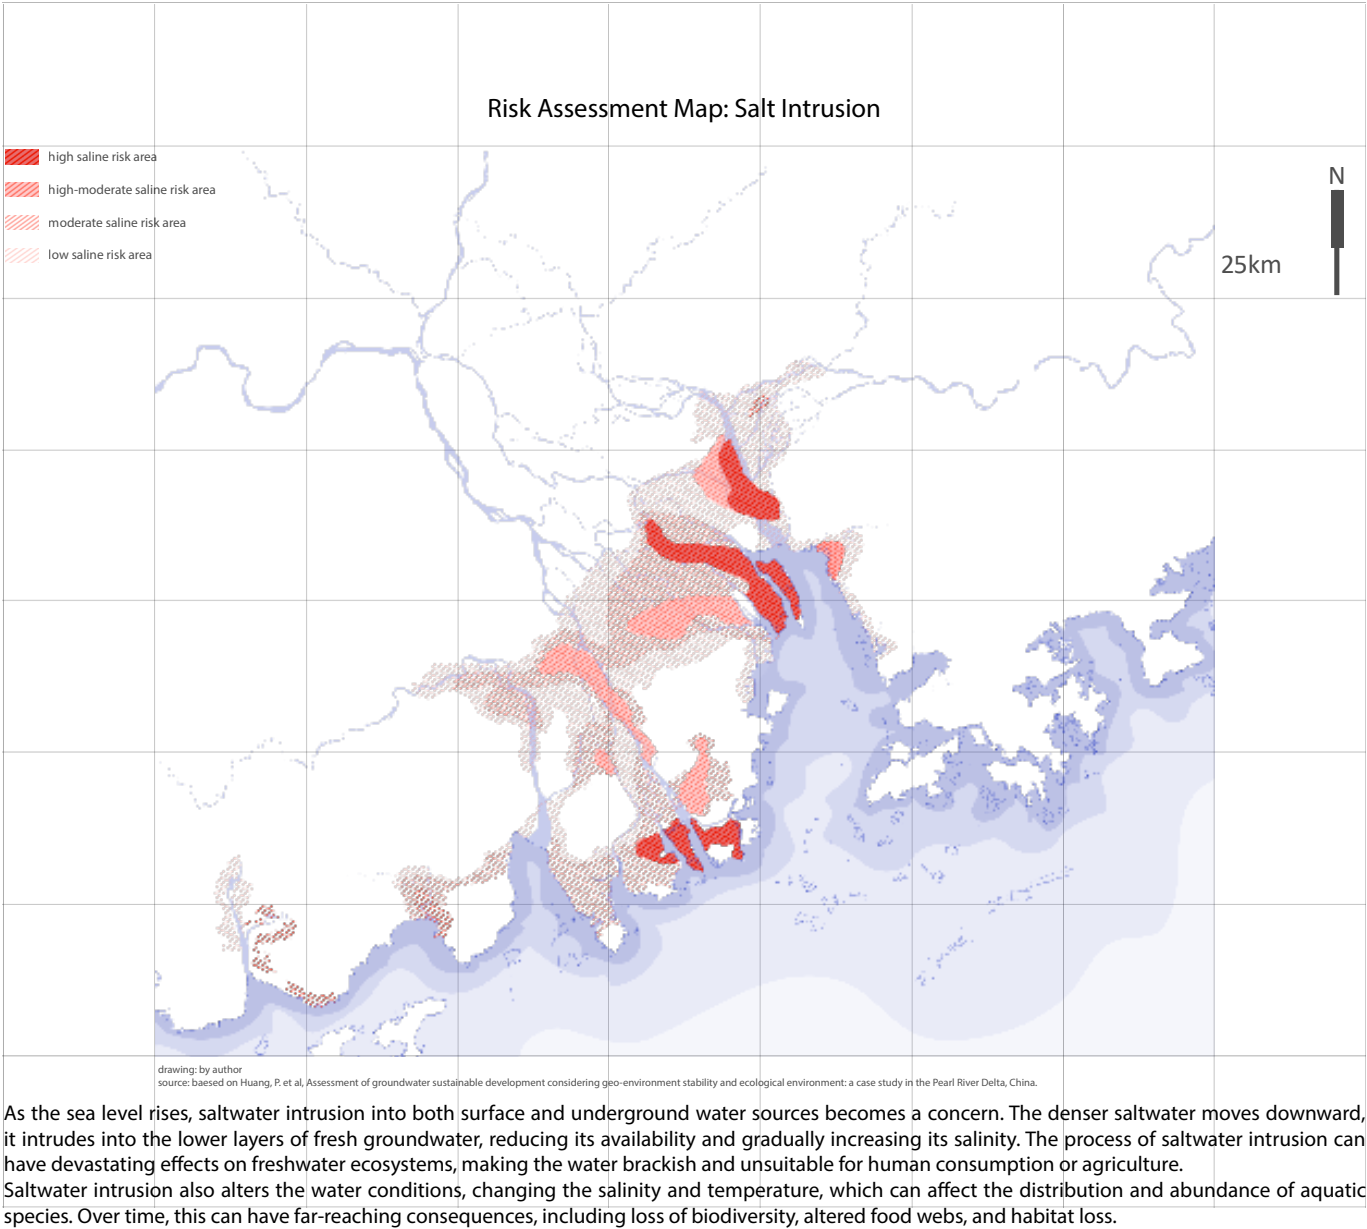 Risk Assessment Map: Salt Intrusion
high saline risk area
high-moderate saline risk area
moderate saline risk area
low saline risk area
N
25km
drawing: by author
source: baesed on Huang, P. et al, Assessment of groundwater sustainable development considering geo-environment stability and ecological environment: a case study in the Pearl River Delta, China.
As the sea level rises, saltwater intrusion into both surface and underground water sources becomes a concern. The denser saltwater moves downward,
it intrudes into the lower layers of fresh groundwater, reducing its availability and gradually increasing its salinity. The process of saltwater intrusion can
have devastating effects on freshwater ecosystems, making the water brackish and unsuitable for human consumption or agriculture.
Saltwater intrusion also alters the water conditions, changing the salinity and temperature, which can affect the distribution and abundance of aquatic
species. Over time, this can have far-reaching consequences, including loss of biodiversity, altered food webs, and habitat loss.